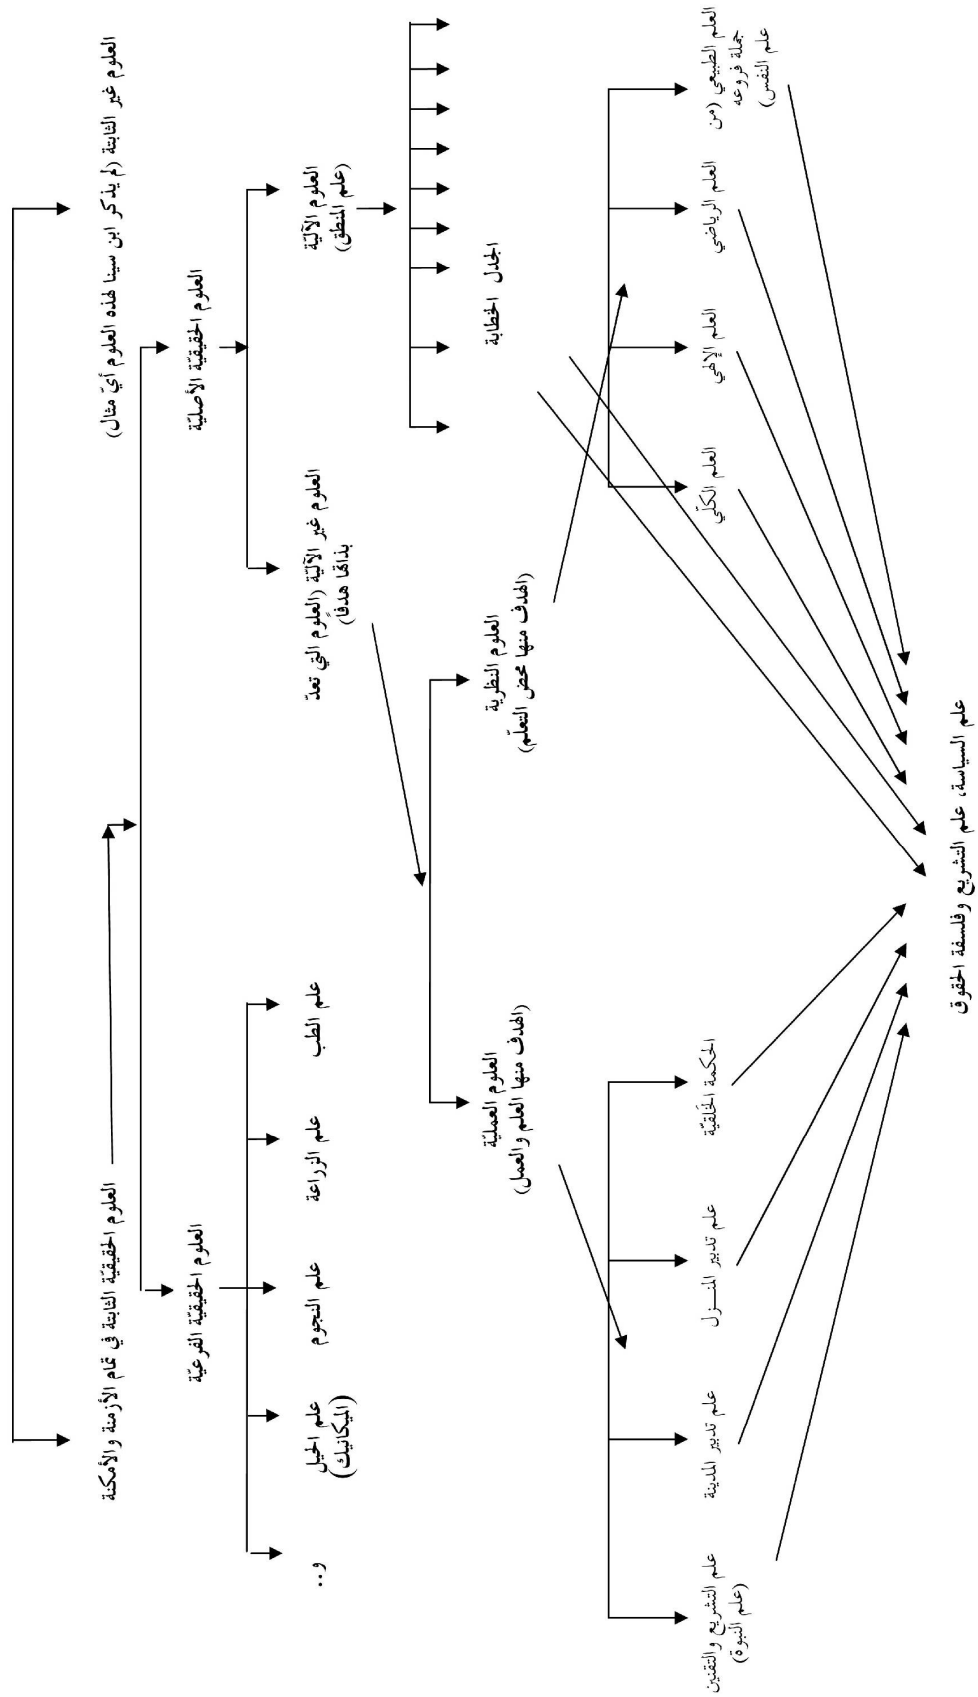 العلوم غير الثابتة (لم يذكر ابن سينا لهذه العلوم أيّ مثال)
العلوم الحقيقيّة الثابتة في تمام الأزمنة والأمكنة
العلوم الحقيقيّة الأصليّة
العلوم الحقيقيّة الفرعيّة
العلوم الآليّة
(علم المنطق)
العلوم غير الآليّة (العلوم التي تعدّ
بذاتها هدفًا)
علم الطب
علم الزراعة
علم النجوم
علم الحيل
(الميكانيك)
و..
الجدل الخطابة
العلوم النظرية
(الهدف منها محض التعلّم)
العلوم العمليّة
(الهدف منها العلم والعمل)
العلم الطبيعي (من
جملة فروعه
علم النفس)
العلم الرياضي
العلم الإلهي
العلم الكلّي
الحكمة الخلقيّة
علم تدبير المنـزل
علم تدبير المدينة
علم التشريع والتقنين
(علم النبوة)
علم السياسة، علم التشريع وفلسفة الحقوق